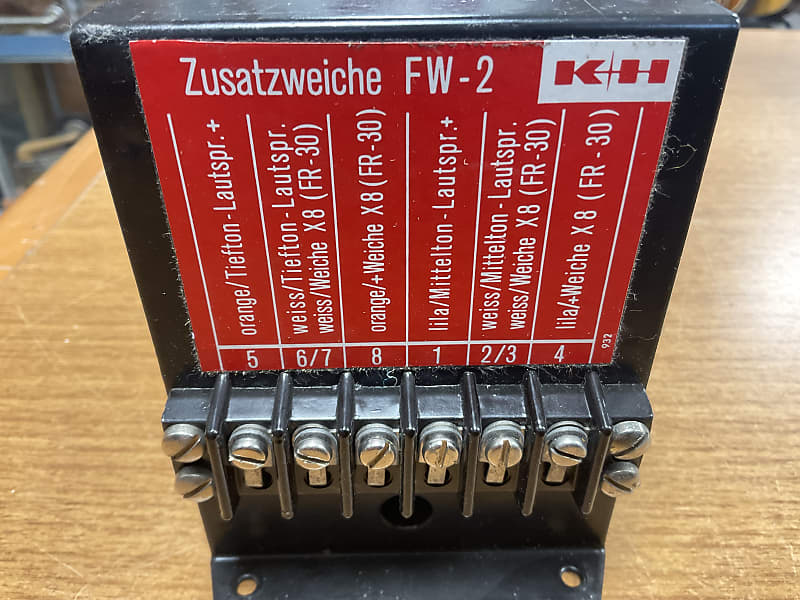 Zusatzweiche FW-2
K+H
orange/Tiefton-Lautspr.+
weiss/Tiefton-Lautspr.
weiss/Weiche X8 (FR-30)
orange/+Weiche X8 (FR-30)
lila/Mittelton-Lautspr.+
weiss/Mittelton-Lautspr.
weiss/Weiche X8 (FR-30)
lila/+Weiche X8 (FR-30)
932
5 6/7 8 1 2/3 4